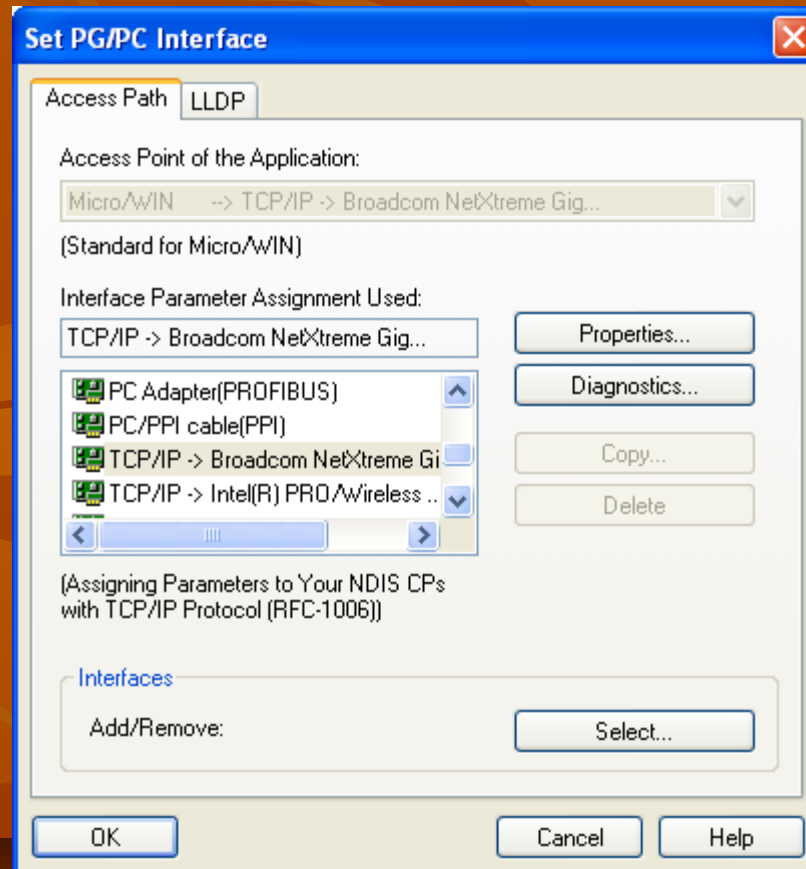 Set PG/PC Interface
Access Path
LLDP
Access Point of the Application:
Micro/WIN --> TCP/IP -> Broadcom NetXtreme Gig...
(Standard for Micro/WIN)
Interface Parameter Assignment Used:
TCP/IP -> Broadcom NetXtreme Gig...
Properties...
PC Adapter(PROFIBUS)
PC/PPI cable(PPI)
TCP/IP -> Broadcom NetXtreme Gi
TCP/IP -> Intel(R) PRO/Wireless ..
Diagnostics...
Copy...
Delete
(Assigning Parameters to Your NDIS CPs
with TCP/IP Protocol (RFC-1006))
Interfaces
Add/Remove:
Select...
OK
Cancel
Help